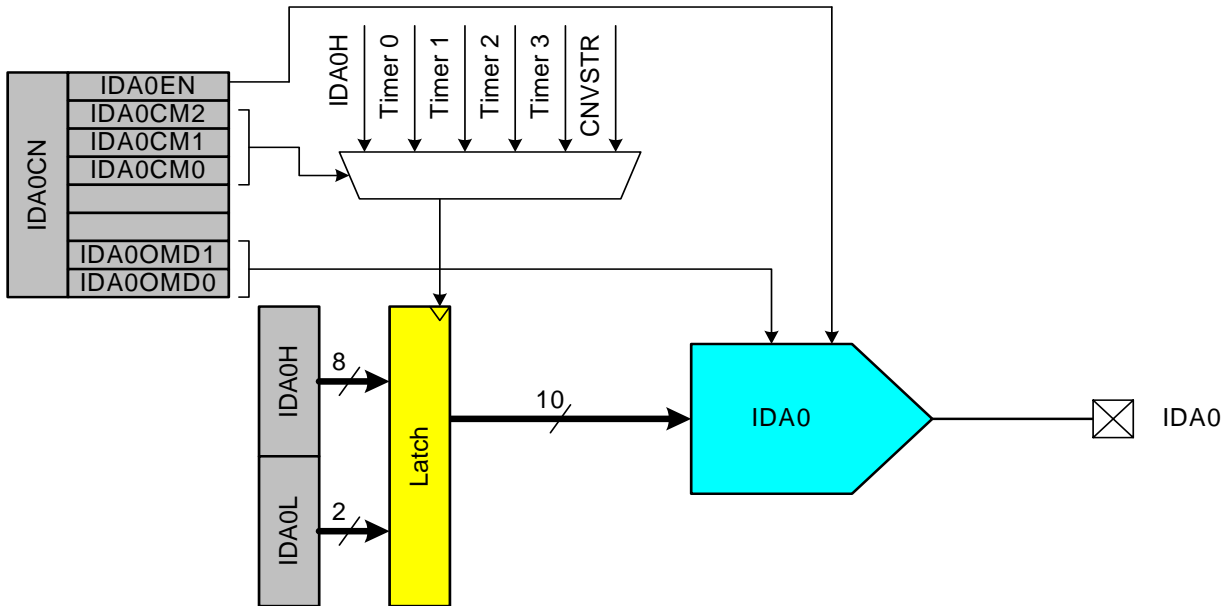 IDA0CN
IDA0EN
IDA0CM2
IDA0CM1
IDA0CM0
IDA0OMD1
IDA0OMD0
IDA0H
Timer 0
Timer 1
Timer 2
Timer 3
CNVSTR
IDA0H
8
IDA0L
2
Latch
10
IDA0
IDA0